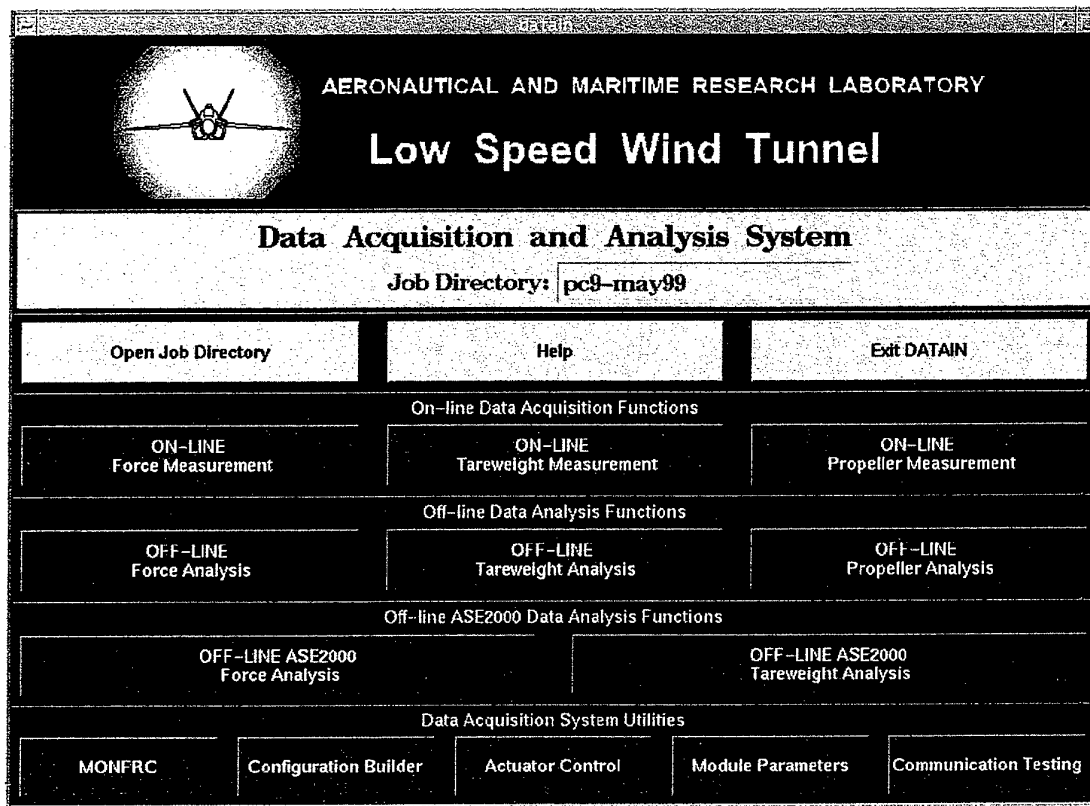 datain
AERONAUTICAL AND MARITIME RESEARCH LABORATORY
Low Speed Wind Tunnel
Data Acquisition and Analysis System
Job Directory: pc9-may99
Open Job Directory
Help
Exit DATAIN
On-line Data Acquisition Functions
ON-LINE
Force Measurement
ON-LINE
Tareweight Measurement
ON-LINE
Propeller Measurement
Off-line Data Analysis Functions
OFF-LINE
Force Analysis
OFF-LINE
Tareweight Analysis
OFF-LINE
Propeller Analysis
Off-line ASE2000 Data Analysis Functions
OFF-LINE ASE2000
Force Analysis
OFF-LINE ASE2000
Tareweight Analysis
Data Acquisition System Utilities
MONFRC
Configuration Builder
Actuator Control
Module Parameters
Communication Testing